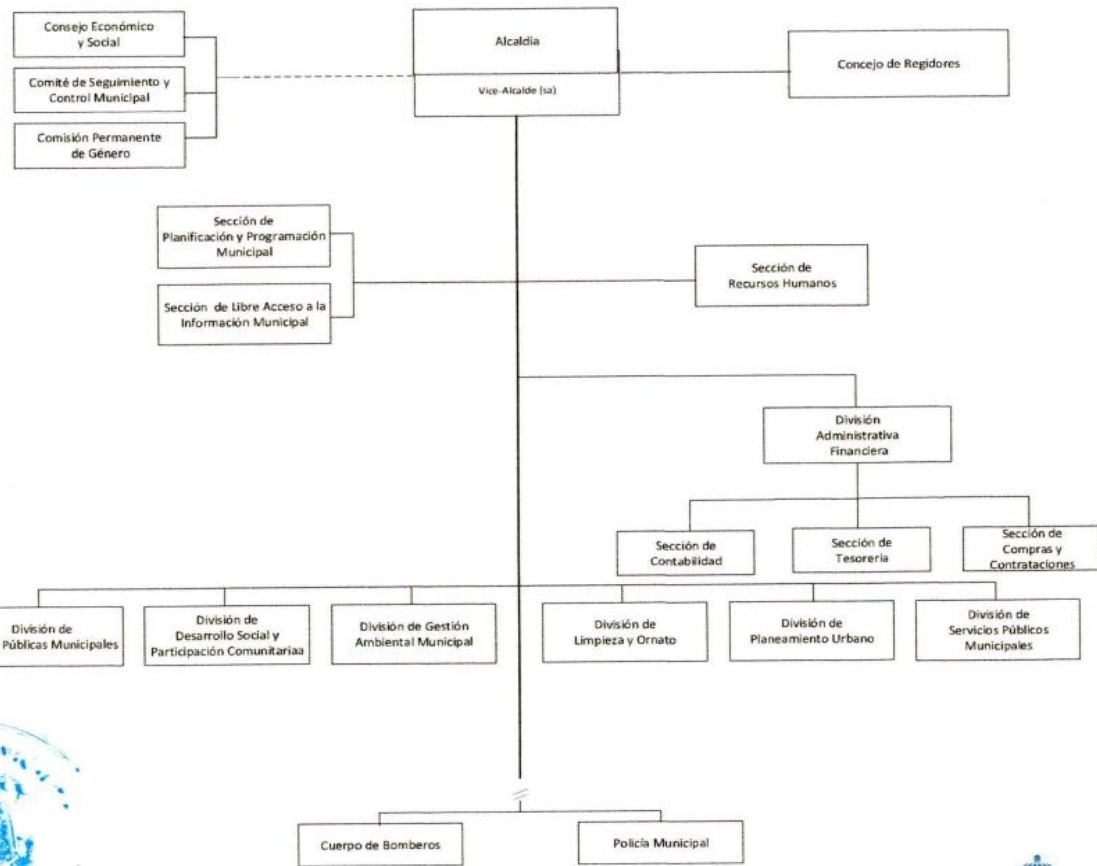 Consejo Económico
y Social
Comité de Seguimiento y
Control Municipal
Comisión Permanente
de Género
Alcaldia
Vice-Alcalde (sa)
Concejo de Regidores
Sección de
Planificación y Programación
Municipal
Sección de Libre Acceso a la
Información Municipal
Sección de
Recursos Humanos
División
Administrativa
Financiera
Sección de
Contabilidad
Sección de
Tesoreria
Sección de
Compras y
Contrataciones
División de
Públicas Municipales
División de
Desarrollo Social y
Participación Comunitariaa
División de Gestión
Ambiental Municipal
División de
Limpieza y Ornato
División de
Planeamiento Urbano
División de
Servicios Públicos
Municipales
Cuerpo de Bomberos
Policía Municipal